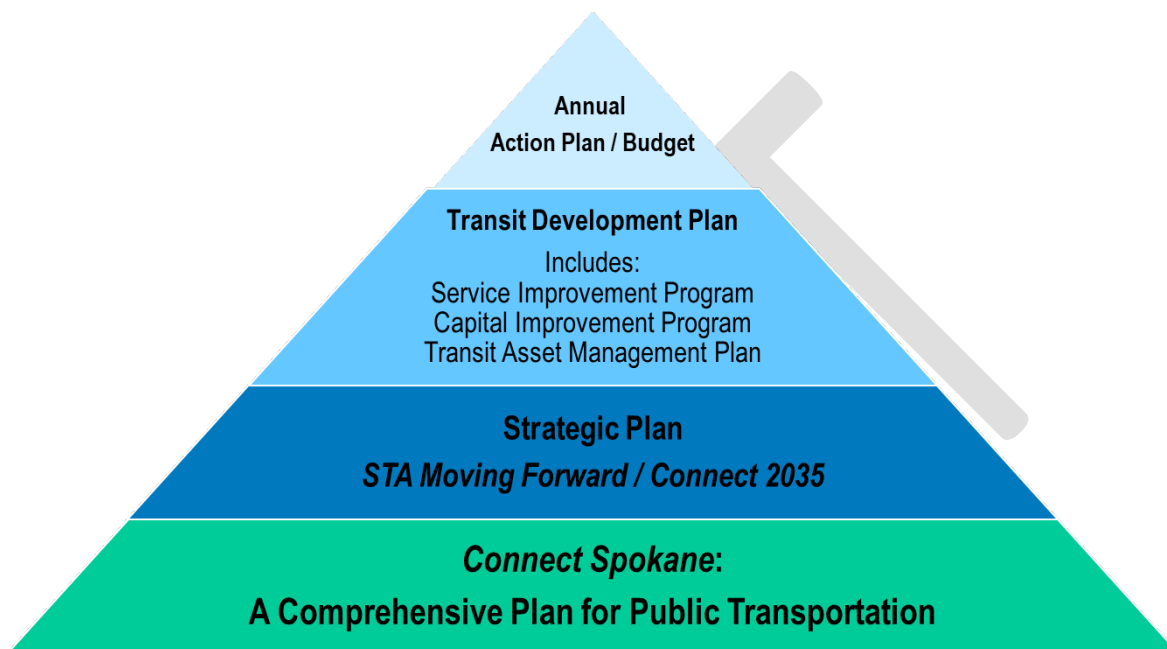 Annual
Action Plan / Budget
Transit Development Plan
Includes:
Service Improvement Program
Capital Improvement Program
Transit Asset Management Plan
Strategic Plan
STA Moving Forward / Connect 2035
Connect Spokane:
A Comprehensive Plan for Public Transportation